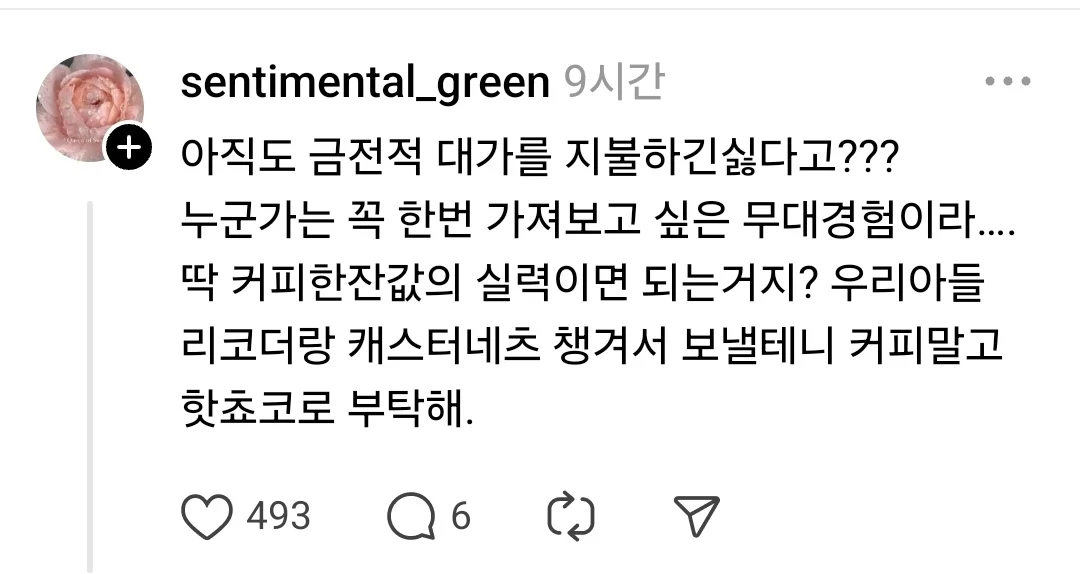 sentimental_green 9시간
아직도 금전적 대가를 지불하긴싫다고???
누군가는 꼭 한번 가져보고 싶은 무대경험이라....
딱 커피한잔값의 실력이면 되는거지? 우리아들
리코더랑 캐스터네츠 챙겨서 보낼테니 커피말고
핫쵸코로 부탁해.
493 6